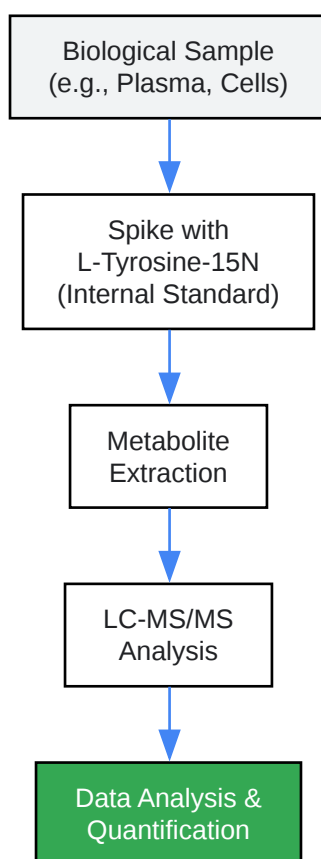 Biological Sample
(e.g., Plasma, Cells)
Spike with
L-Tyrosine-15N
(Internal Standard)
Metabolite
Extraction
LC-MS/MS
Analysis
Data Analysis &
Quantification